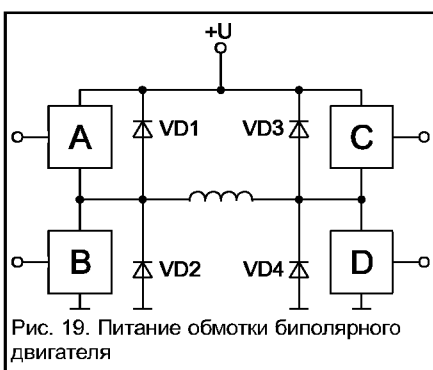 +U
A
VD1
VD3
C
B
VD2
VD4
D
Рис. 19. Питание обмотки биполярного
двигателя